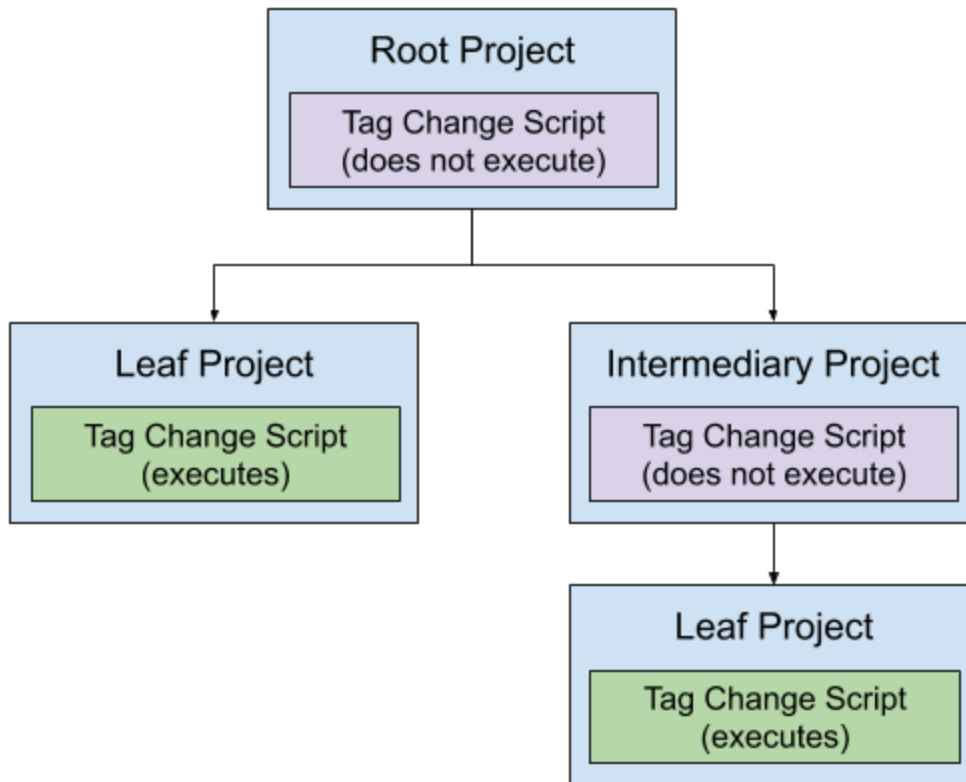 Root Project
Tag Change Script
(does not execute)
Leaf Project
Tag Change Script
(executes)
Intermediary Project
Tag Change Script
(does not execute)
Leaf Project
Tag Change Script
(executes)